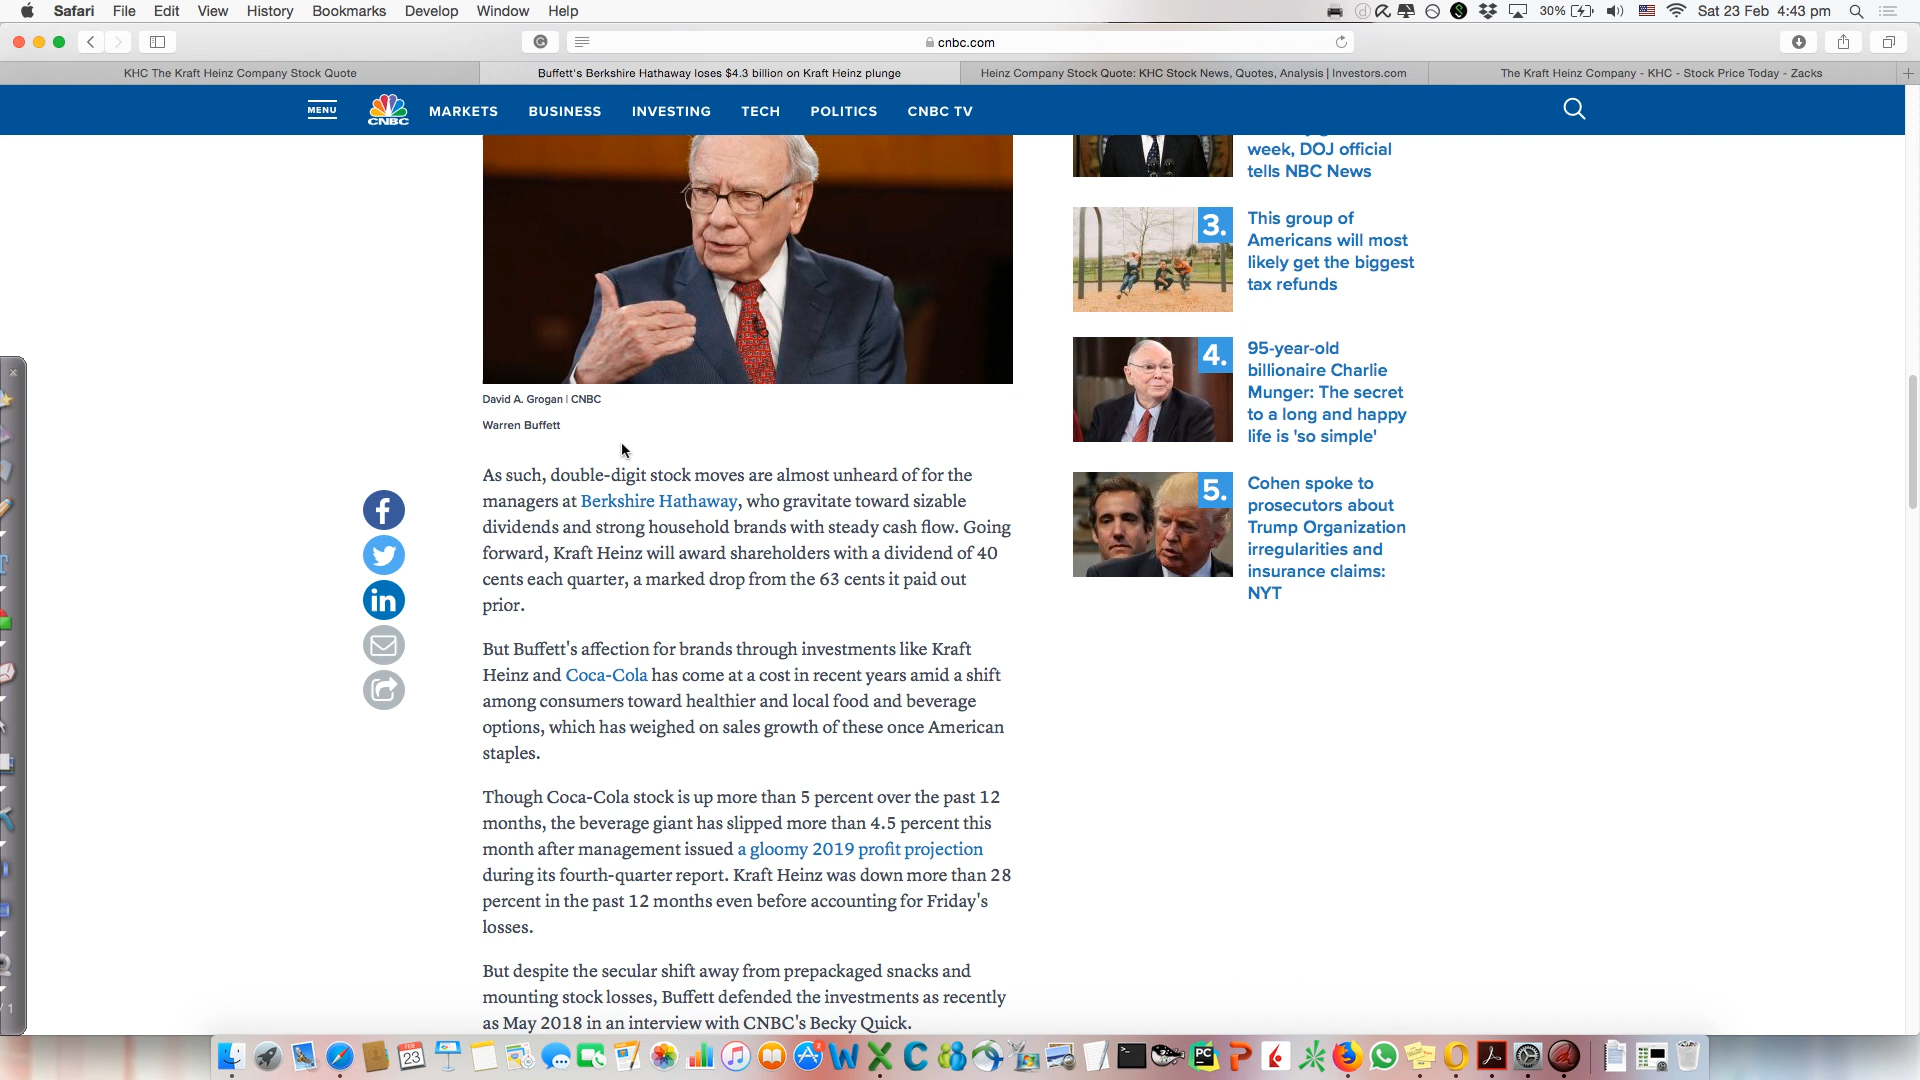 Safari File Edit View History Bookmarks Develop Window Help
30% Sat 23 Feb 4:43 pm
cnbc.com
KHC The Kraft Heinz Company Stock Quote
Buffett's Berkshire Hathaway loses $4.3 billion on Kraft Heinz plunge
Heinz Company Stock Quote: KHC Stock News, Quotes, Analysis | Investors.com
The Kraft Heinz Company - KHC - Stock Price Today - Zacks
MENU
CNBC
MARKETS BUSINESS INVESTING TECH POLITICS CNBC TV
David A. Grogan | CNBC
Warren Buffett
As such, double-digit stock moves are almost unheard of for the
managers at Berkshire Hathaway, who gravitate toward sizable
dividends and strong household brands with steady cash flow. Going
forward, Kraft Heinz will award shareholders with a dividend of 40
cents each quarter, a marked drop from the 63 cents it paid out
prior.
But Buffett's affection for brands through investments like Kraft
Heinz and Coca-Cola has come at a cost in recent years amid a shift
among consumers toward healthier and local food and beverage
options, which has weighed on sales growth of these once American
staples.
Though Coca-Cola stock is up more than 5 percent over the past 12
months, the beverage giant has slipped more than 4.5 percent this
month after management issued a gloomy 2019 profit projection
during its fourth-quarter report. Kraft Heinz was down more than 28
percent in the past 12 months even before accounting for Friday's
losses.
But despite the secular shift away from prepackaged snacks and
mounting stock losses, Buffett defended the investments as recently
as May 2018 in an interview with CNBC's Becky Quick.
week, DOJ official
tells NBC News
3.
This group of
Americans will most
likely get the biggest
tax refunds
4.
95-year-old
billionaire Charlie
Munger: The secret
to a long and happy
life is 'so simple'
5.
Cohen spoke to
prosecutors about
Trump Organization
irregularities and
insurance claims:
NYT
FEB
23
2
PC